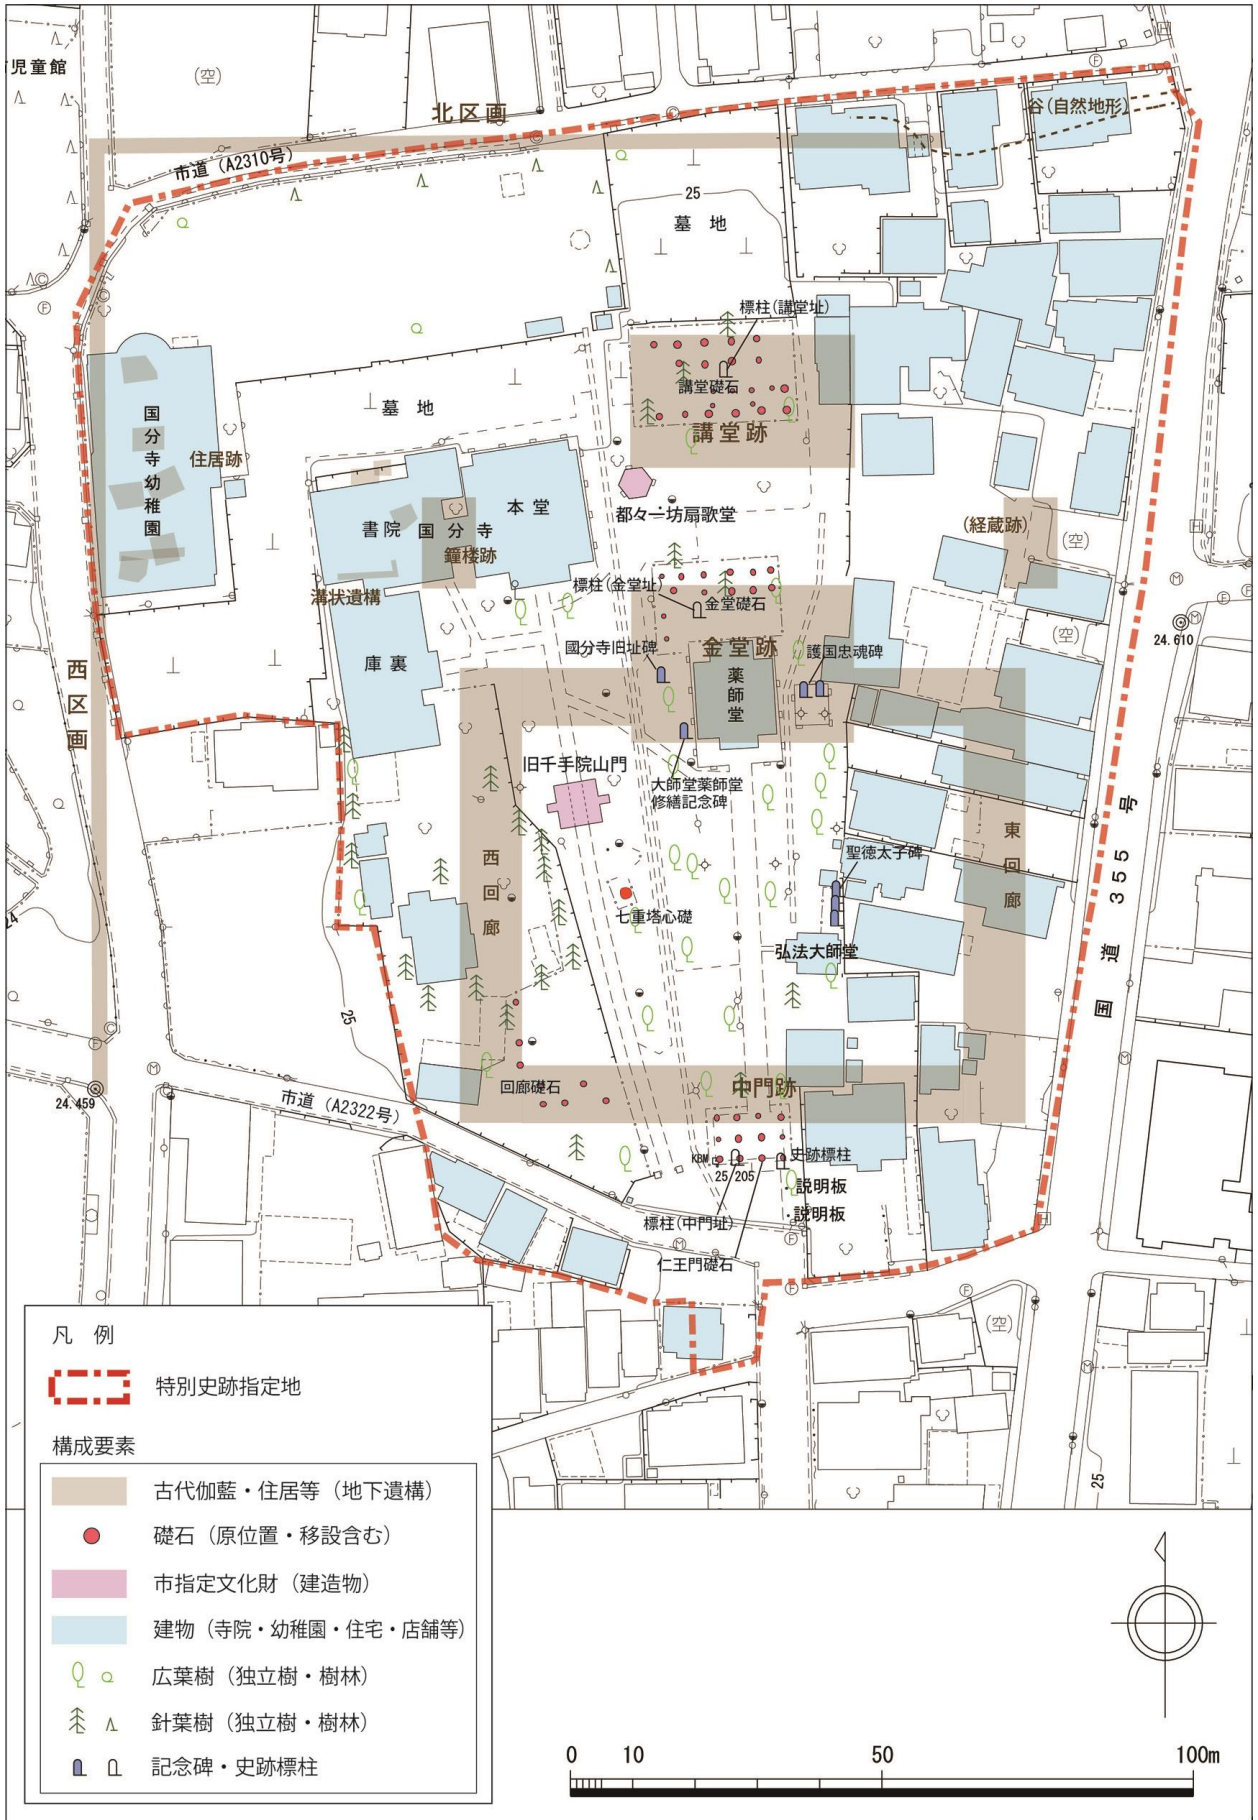 児童館
(空)
北区画
谷(自然地形)
市道(A2310号)
25
墓地
標柱(講堂址)
講堂礎石
講堂跡
墓地
国分寺幼稚園
住居跡
書院
国分寺
本堂
鐘楼跡
溝状遺構
都々一坊扇歌堂
(経蔵跡)
(空)
標柱(金堂址)
金堂礎石
金堂跡
24.610
(空)
西区画
庫裏
國分寺旧址碑
薬師堂
護国忠魂碑
旧千手院山門
大師堂薬師堂
修繕記念碑
西回廊
東回廊
国道355号
聖徳太子碑
七重塔心礎
弘法大師堂
24
25
回廊礎石
中門跡
24.459
市道(A2322号)
KBM
25.205
史跡標柱
・説明板
・説明板
標柱(中門址)
仁王門礎石
(空)
25
凡例
特別史跡指定地
構成要素
古代伽藍・住居等(地下遺構)
礎石(原位置・移設含む)
市指定文化財(建造物)
建物(寺院・幼稚園・住宅・店舗等)
広葉樹(独立樹・樹林)
針葉樹(独立樹・樹林)
記念碑・史跡標柱
0 10 50 100m